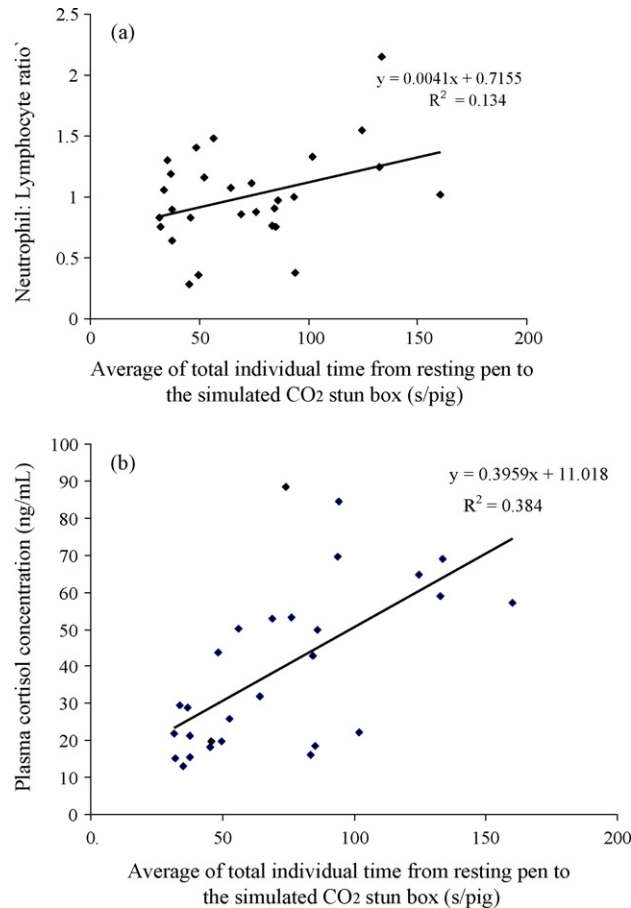 (a)
2.5
2
1.5
1
0.5
0
Neutrophil: Lymphocyte ratio`
y = 0.0041x + 0.7155
R² = 0.134
0 50 100 150 200
Average of total individual time from resting pen to
the simulated CO₂ stun box (s/pig)
(b)
100
90
80
70
60
50
40
30
20
10
0
Plasma cortisol concentration (ng/mL)
y = 0.3959x + 11.018
R² = 0.384
0. 50 100 150 200
Average of total individual time from resting pen to
the simulated CO₂ stun box (s/pig)